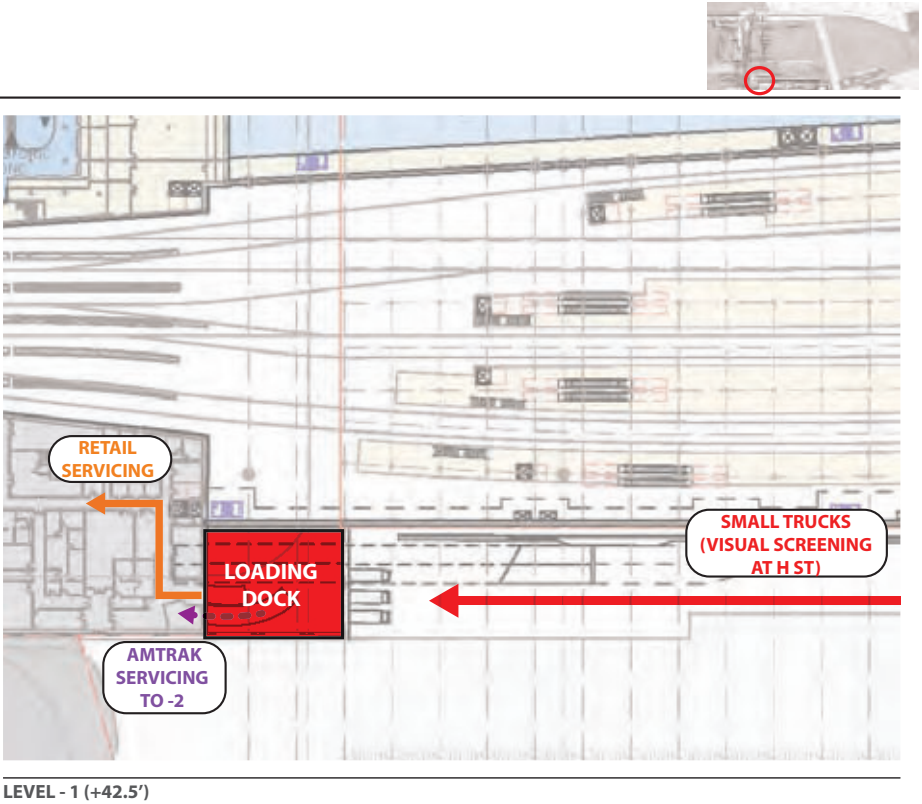 RETAIL
SERVICING
SMALL TRUCKS
(VISUAL SCREENING
AT H ST)
LOADING
DOCK
AMTRAK
SERVICING
TO -2
LEVEL - 1 (+42.5')